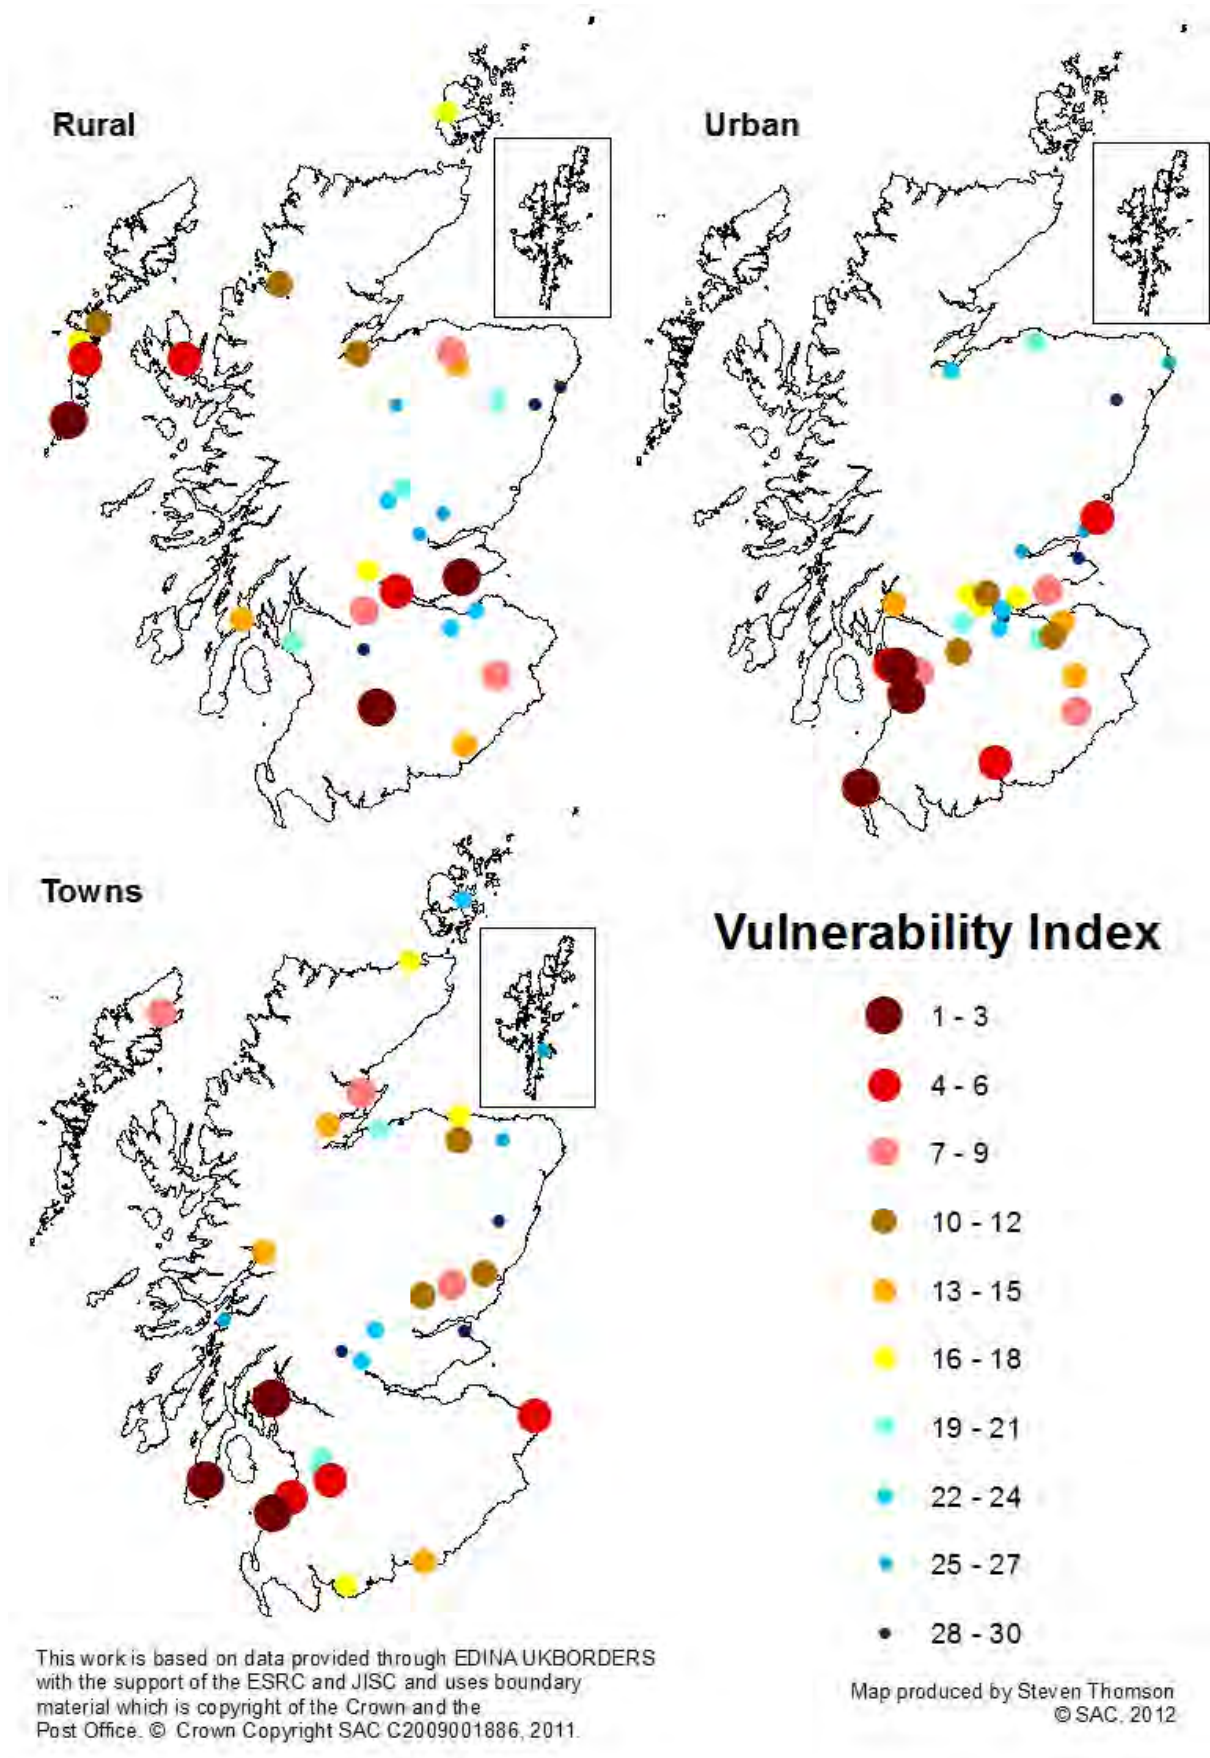 Rural
Urban
Towns
Vulnerability Index
1 - 3
4 - 6
7 - 9
10 - 12
13 - 15
16 - 18
19 - 21
22 - 24
25 - 27
28 - 30
This work is based on data provided through EDINA UKBORDERS
with the support of the ESRC and JISC and uses boundary
material which is copyright of the Crown and the
Post Office. © Crown Copyright SAC C2009001886, 2011.
Map produced by Steven Thomson
© SAC, 2012